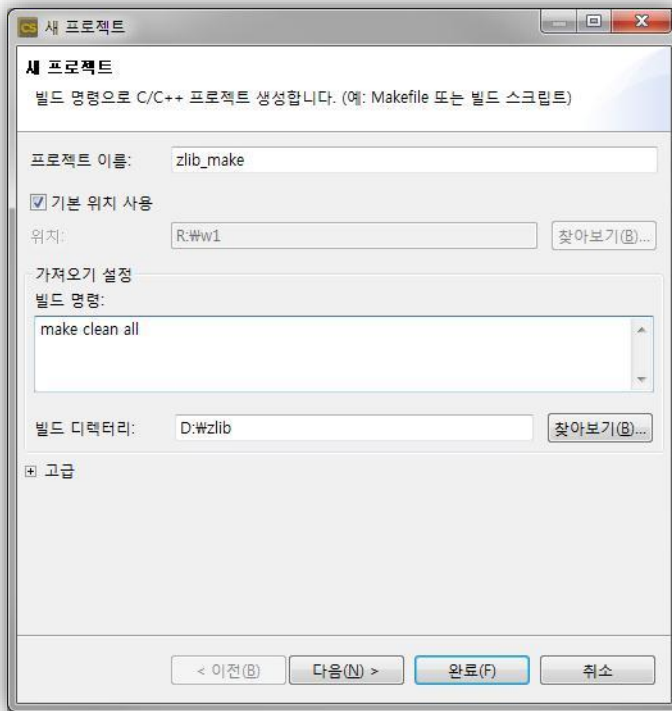 CS 새 프로젝트
새 프로젝트
빌드 명령으로 C/C++ 프로젝트 생성합니다. (예: Makefile 또는 빌드 스크립트)
프로젝트 이름: zlib_make
기본 위치 사용
위치: R:₩w1 찾아보기(B)...
가져오기 설정
빌드 명령:
make clean all
빌드 디렉터리: D:₩zlib 찾아보기(B)...
고급
< 이전(B) 다음(N) > 완료(F) 취소